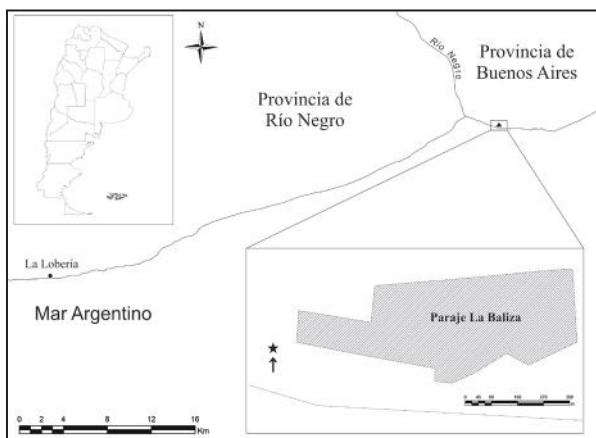 N
Río Negro
Provincia de
Buenos Aires
Provincia de
Río Negro
La Lobería
Mar Argentino
Paraje La Baliza
0 1 2 4 8 12 16
Km